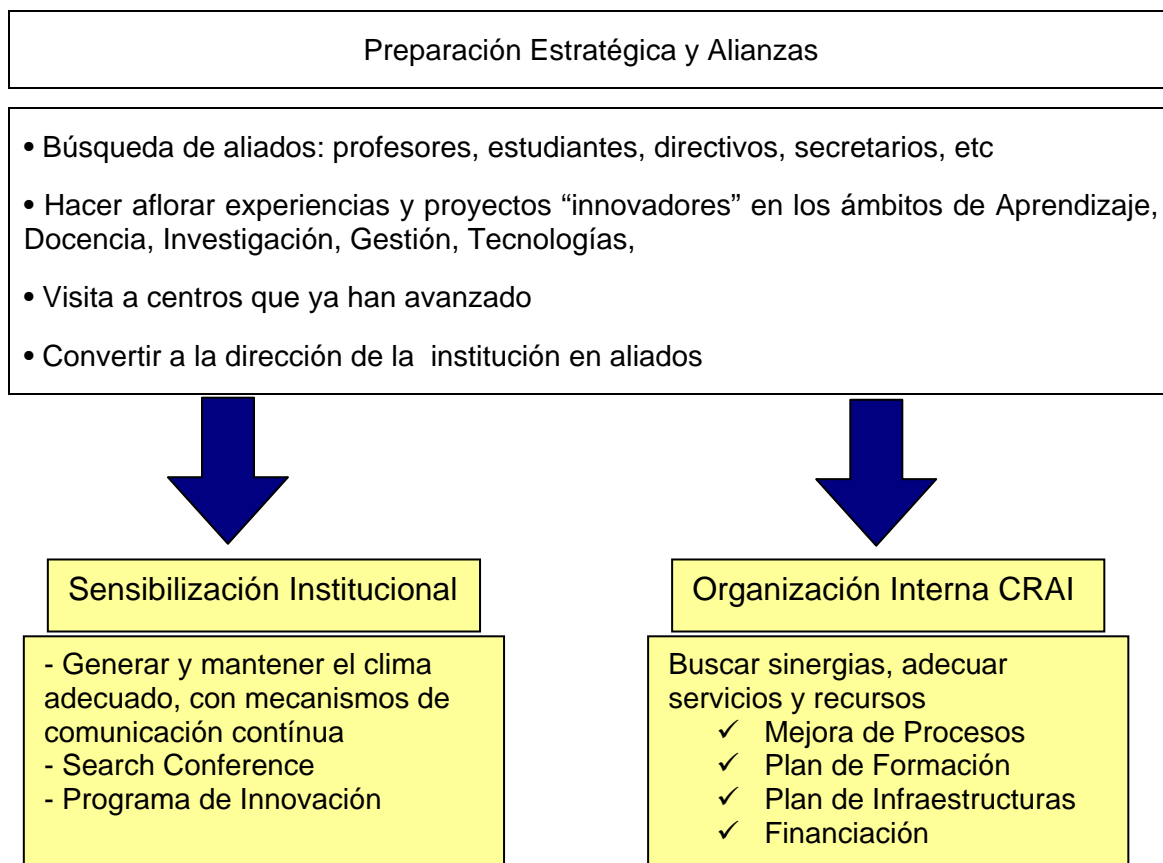 Preparación Estratégica y Alianzas
• Búsqueda de aliados: profesores, estudiantes, directivos, secretarios, etc
• Hacer aflorar experiencias y proyectos “innovadores” en los ámbitos de Aprendizaje,
Docencia, Investigación, Gestión, Tecnologías,
• Visita a centros que ya han avanzado
• Convertir a la dirección de la institución en aliados
Sensibilización Institucional
- Generar y mantener el clima
adecuado, con mecanismos de
comunicación contínua
- Search Conference
- Programa de Innovación
Organización Interna CRAI
Buscar sinergias, adecuar
servicios y recursos
✓ Mejora de Procesos
✓ Plan de Formación
✓ Plan de Infraestructuras
✓ Financiación